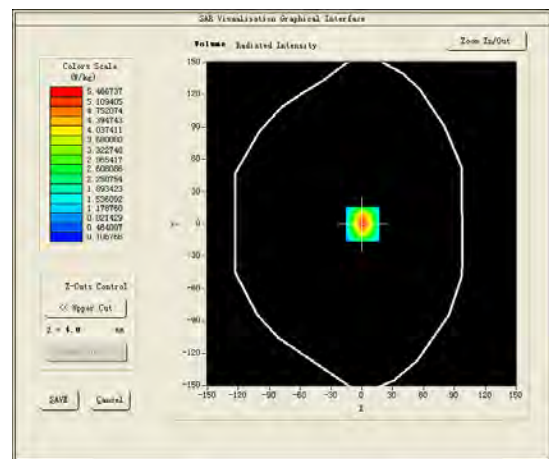 SAR Visualisation Graphical Interface
Volume Radiated Intensity
Zoom In/Out
Colors Scale
(W/kg)
5.466737
5.109405
4.752074
4.394743
4.037411
3.680080
3.322748
2.965417
2.608086
2.250754
1.893423
1.536092
1.178760
0.821429
0.464097
0.106766
Z-Cuts Control
<< Upper Cut
Z = 4.0 mm
SAVE
Cancel
150
120
90
60
30
0
-30
-60
-90
-120
-150
Y
-150 -120 -90 -60 -30 0 30 60 90 120 150
X